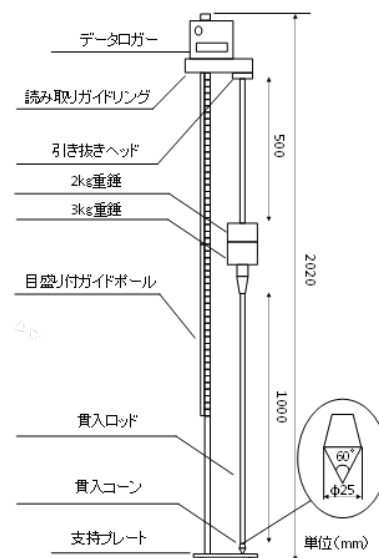 データロガー
読み取りガイドリング
引き抜きヘッド
2kg重錘
3kg重錘
目盛り付ガイドポール
貫入ロッド
貫入コーン
支持プレート
500
2020
1000
60°
Φ25
単位(mm)